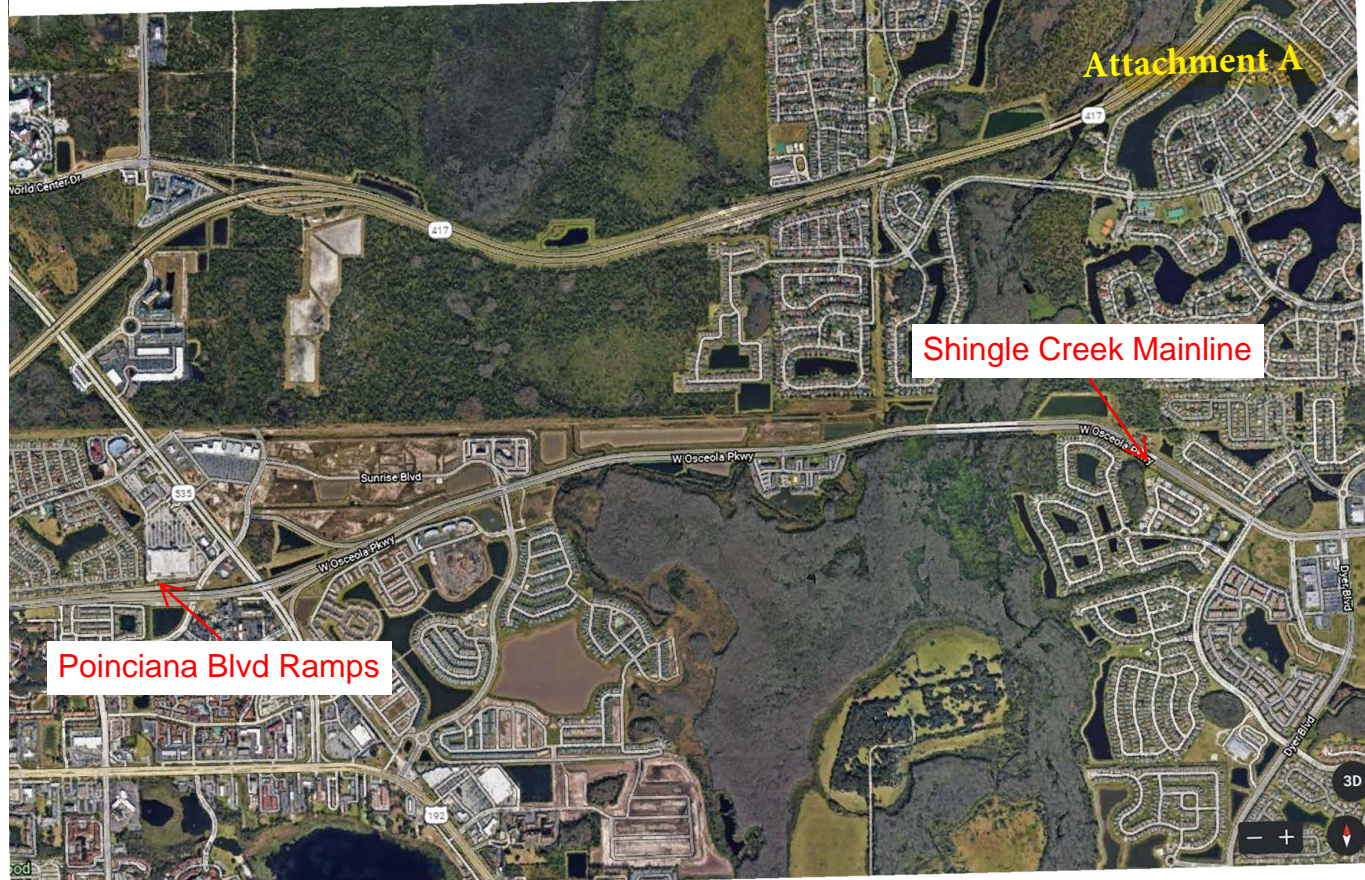 Attachment A
417
World Center Dr
417
Shingle Creek Mainline
W Osceola Pkwy
W Osceola Pkwy
Sunrise Blvd
535
W Osceola Pkwy
Dyer Blvd
Poinciana Blvd Ramps
Dyer Blvd
3D
192
− +
od